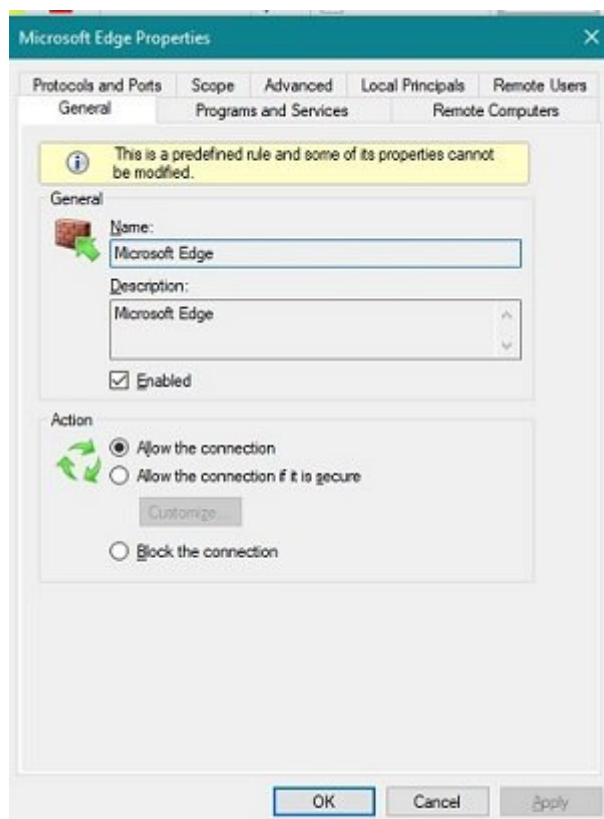 Microsoft Edge Properties
Protocols and Ports Scope Advanced Local Principals Remote Users
General Programs and Services Remote Computers
This is a predefined rule and some of its properties cannot
be modified.
General
Name:
Microsoft Edge
Description:
Microsoft Edge
Enabled
Action
Allow the connection
Allow the connection if it is secure
Customize...
Block the connection
OK Cancel Apply